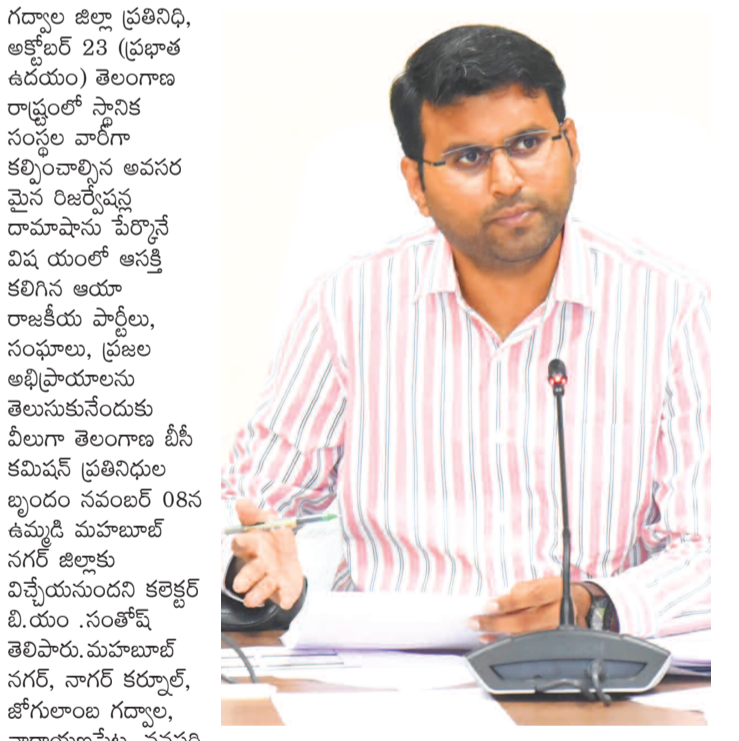 గద్వాల జిల్లా ప్రతినిధి,
అక్టోబర్ 23 (ప్రభాత
ఉదయం) తెలంగాణ
రాష్ట్రంలో స్థానిక
సంస్థల వారీగా
కల్పించాల్సిన అవసర
మైన రిజర్వేషన్ల
దామాషాను పేర్కొనే
విష యంలో ఆసక్తి
కలిగిన ఆయా
రాజకీయ పార్టీలు,
సంఘాలు, ప్రజల
అభిప్రాయాలను
తెలుసుకునేందుకు
వీలుగా తెలంగాణ బీసీ
కమిషన్ ప్రతినిధుల
బృందం నవంబర్ 08న
ఉమ్మడి మహబూబ్
నగర్ జిల్లాకు
విచ్చేయనుందని కలెక్టర్
బి.యం .సంతోష్
తెలిపారు.మహబూబ్
నగర్, నాగర్ కర్నూల్,
జోగులాంబ గద్వాల,